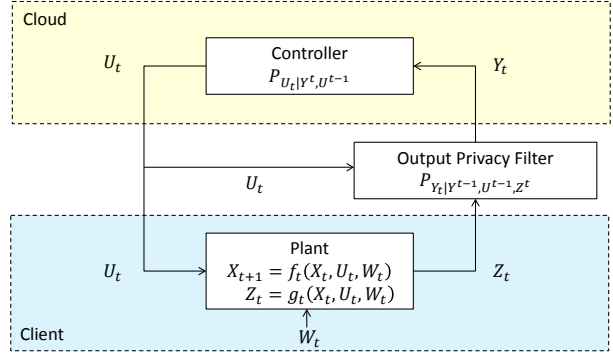 Cloud
Controller
P_{U_t|Y^t,U^{t-1}}
U_t
Y_t
Output Privacy Filter
P_{Y_t|Y^{t-1},U^{t-1},Z^t}
U_t
Plant
X_{t+1} = f_t(X_t, U_t, W_t)
Z_t = g_t(X_t, U_t, W_t)
U_t
Z_t
Client
W_t